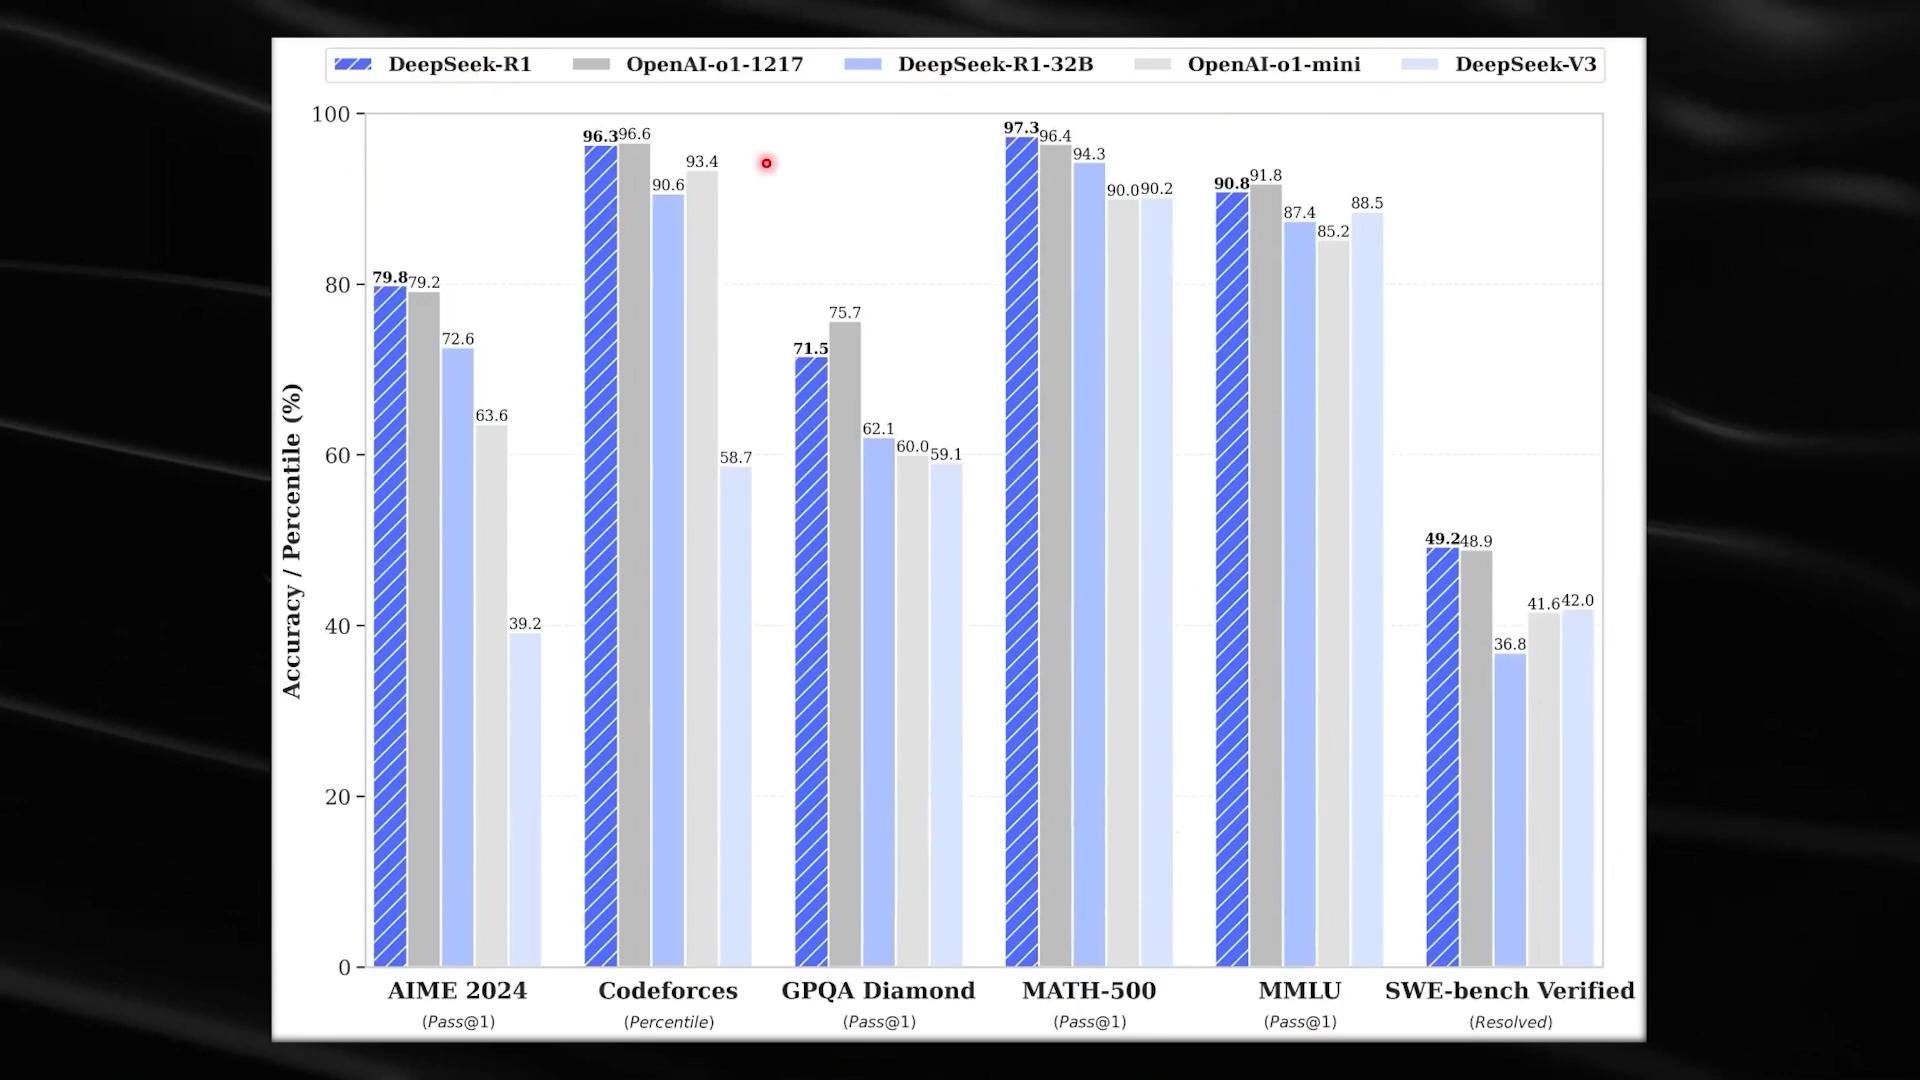 DeepSeek-R1 OpenAI-o1-1217 DeepSeek-R1-32B OpenAI-o1-mini DeepSeek-V3
Accuracy / Percentile (%)
100
80
60
40
20
0
79.8 79.2 72.6 63.6 39.2
96.3 96.6 90.6 93.4 58.7
71.5 75.7 62.1 60.0 59.1
97.3 96.4 94.3 90.0 90.2
90.8 91.8 87.4 85.2 88.5
49.2 48.9 36.8 41.6 42.0
AIME 2024 Codeforces GPQA Diamond MATH-500 MMLU SWE-bench Verified
(Pass@1) (Percentile) (Pass@1) (Pass@1) (Pass@1) (Resolved)